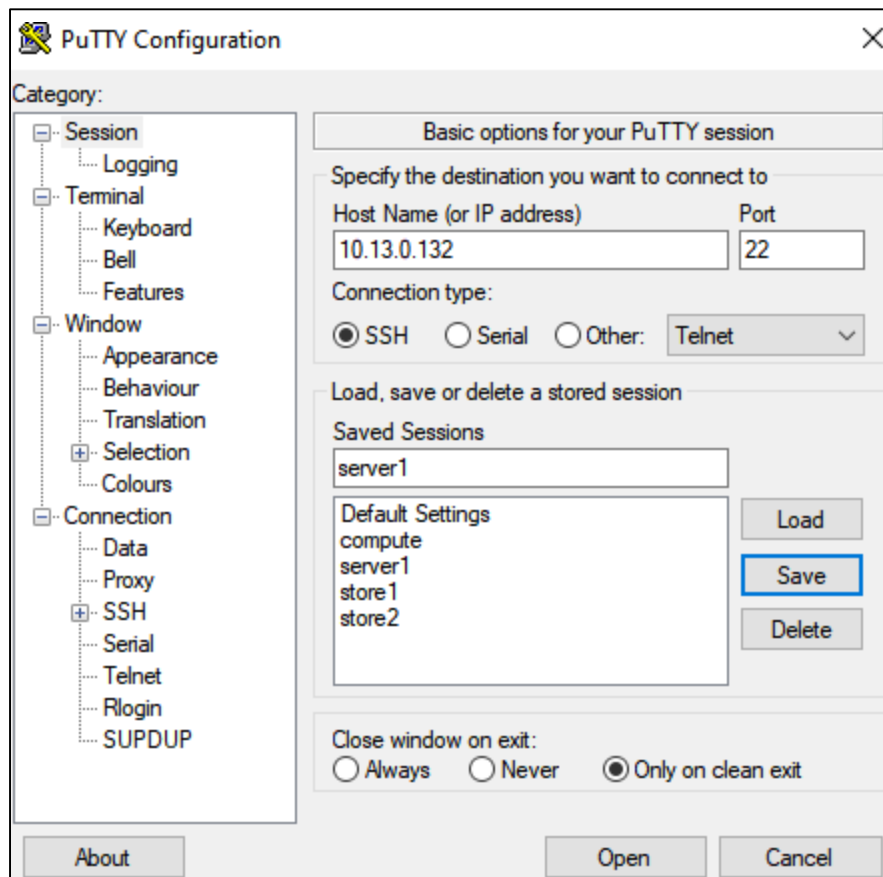 PuTTY Configuration
Category:
Session
Logging
Terminal
Keyboard
Bell
Features
Window
Appearance
Behaviour
Translation
Selection
Colours
Connection
Data
Proxy
SSH
Serial
Telnet
Rlogin
SUPDUP
Basic options for your PuTTY session
Specify the destination you want to connect to
Host Name (or IP address) Port
10.13.0.132 22
Connection type:
SSH Serial Other: Telnet
Load, save or delete a stored session
Saved Sessions
server1
Default Settings
compute
server1
store1
store2
Load
Save
Delete
Close window on exit:
Always Never Only on clean exit
About Open Cancel